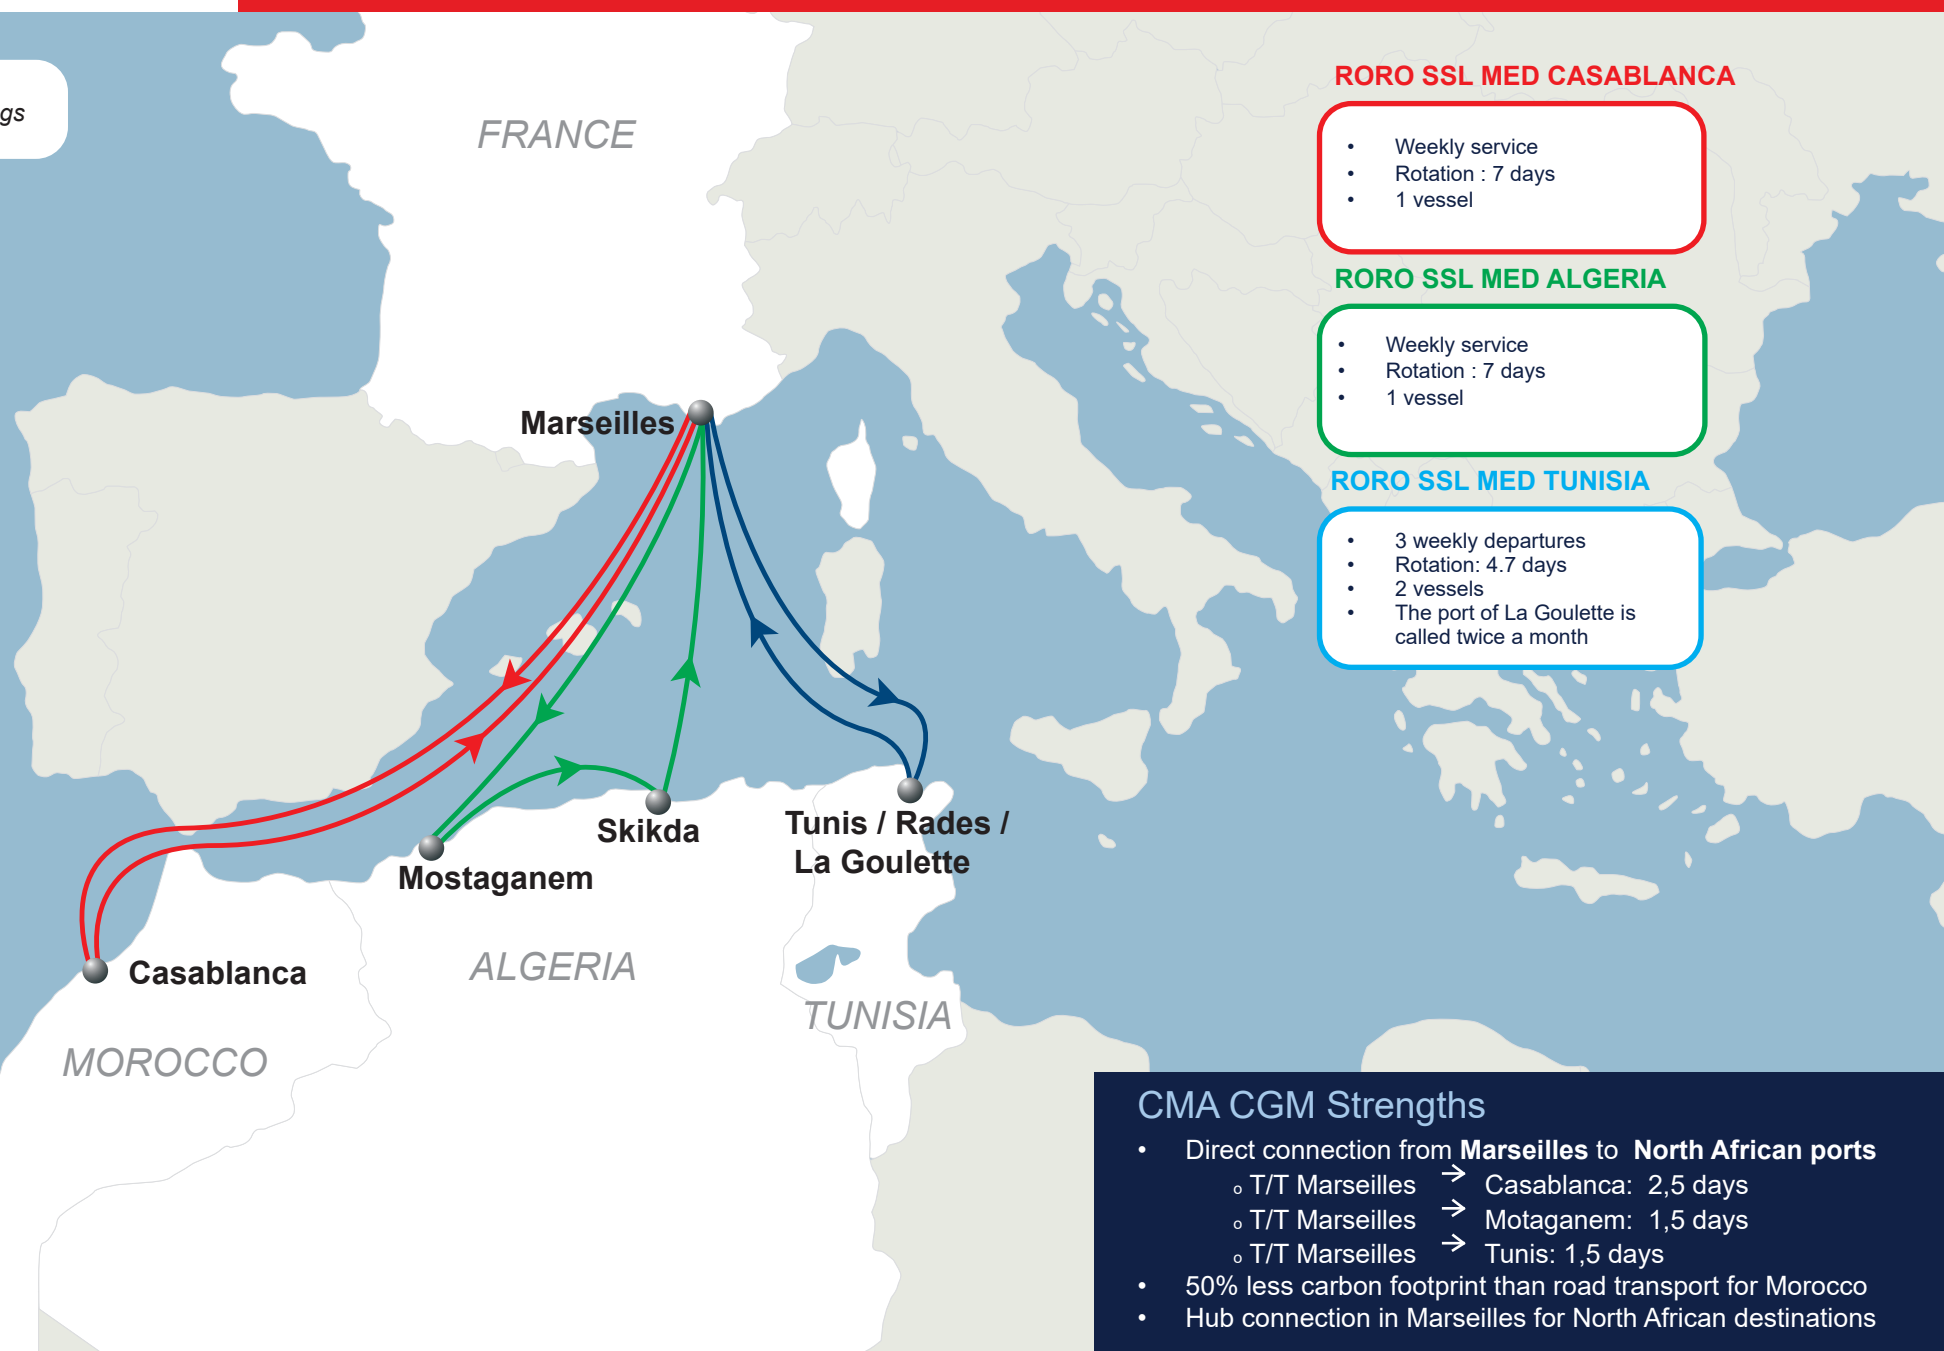 gs
FRANCE
Marseilles
Skikda
Mostaganem
Tunis / Rades /
La Goulette
Casablanca
ALGERIA
TUNISIA
MOROCCO
RORO SSL MED CASABLANCA
• Weekly service
• Rotation : 7 days
• 1 vessel
RORO SSL MED ALGERIA
• Weekly service
• Rotation : 7 days
• 1 vessel
RORO SSL MED TUNISIA
• 3 weekly departures
• Rotation: 4.7 days
• 2 vessels
• The port of La Goulette is
called twice a month
CMA CGM Strengths
• Direct connection from Marseilles to North African ports
o T/T Marseilles → Casablanca: 2,5 days
o T/T Marseilles → Motaganem: 1,5 days
o T/T Marseilles → Tunis: 1,5 days
• 50% less carbon footprint than road transport for Morocco
• Hub connection in Marseilles for North African destinations